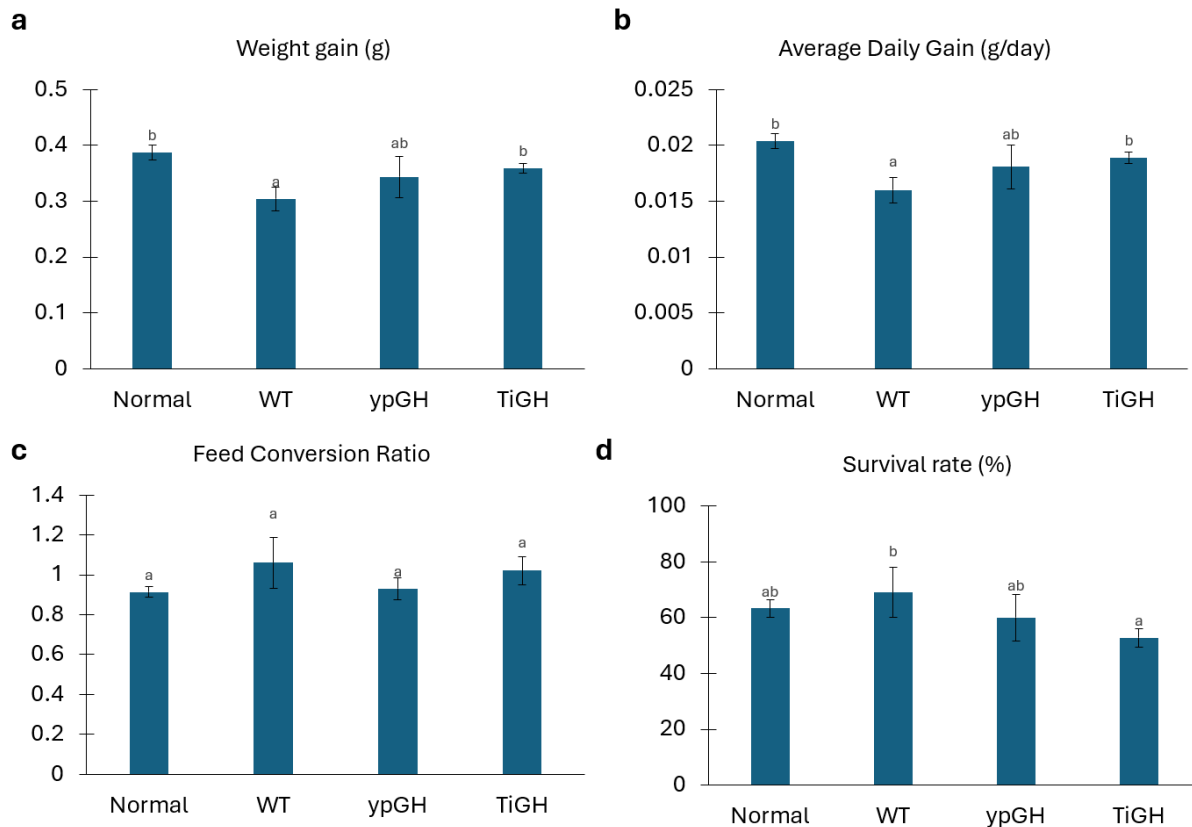 a
Weight gain (g)
0.5
0.4
0.3
0.2
0.1
0
b
a
ab
b
Normal WT ypGH TiGH
b
Average Daily Gain (g/day)
0.025
0.02
0.015
0.01
0.005
0
b
a
ab
b
Normal WT ypGH TiGH
c
Feed Conversion Ratio
1.4
1.2
1
0.8
0.6
0.4
0.2
0
a
a
a
a
Normal WT ypGH TiGH
d
Survival rate (%)
100
80
60
40
20
0
ab
b
ab
a
Normal WT ypGH TiGH